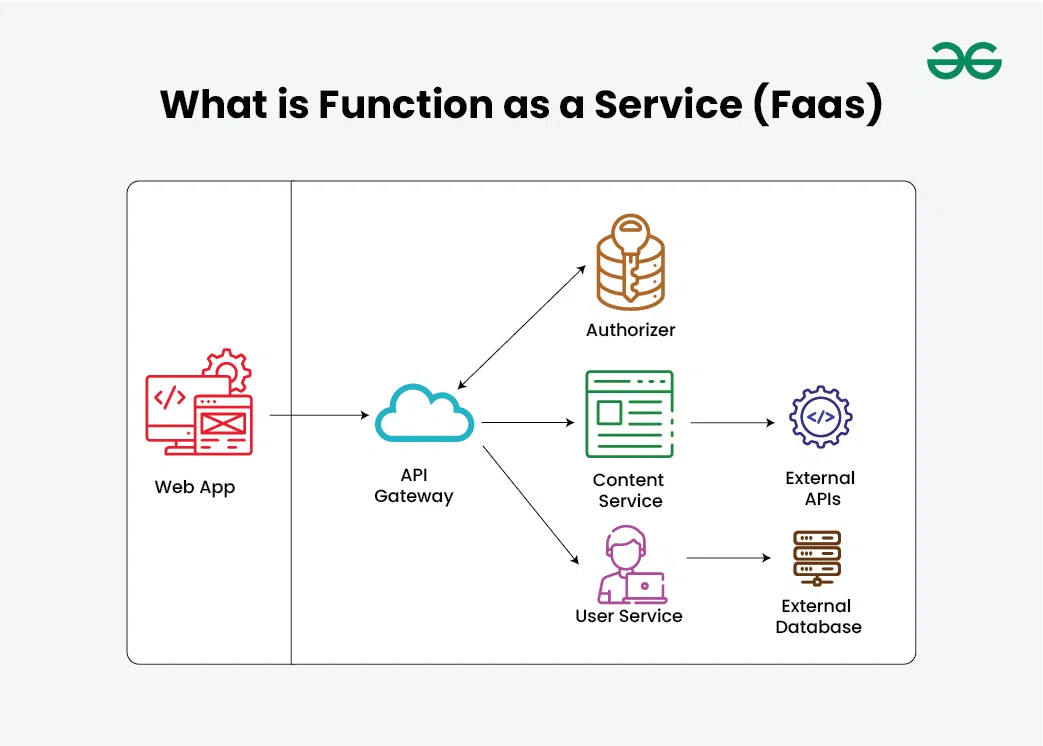 What is Function as a Service (Faas)
Authorizer
Web App
API
Gateway
Content
Service
External
APIs
User Service
External
Database